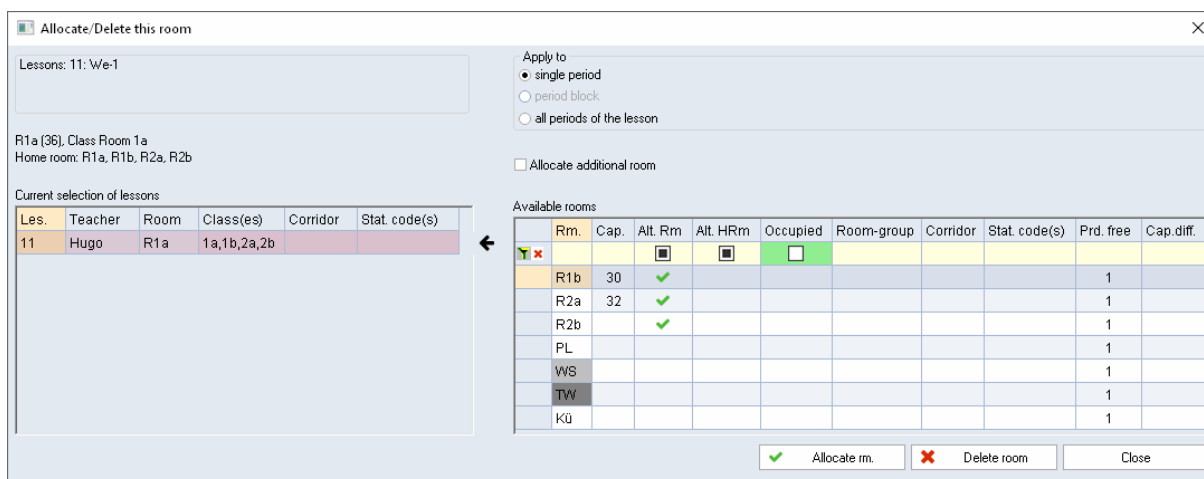 Allocate/Delete this room
Lessons: 11: We-1
R1a (36), Class Room 1a
Home room: R1a, R1b, R2a, R2b
Current selection of lessons
Les. Teacher Room Class(es) Corridor Stat. code(s)
11 Hugo R1a 1a,1b,2a,2b
Apply to
single period
period block
all periods of the lesson
Allocate additional room
Available rooms
Rm. Cap. Alt. Rm Alt. HRm Occupied Room-group Corridor Stat. code(s) Prd. free Cap.diff.
R1b 30 1
R2a 32 1
R2b 1
PL 1
WS 1
TW 1
Kü 1
Allocate rm. Delete room Close